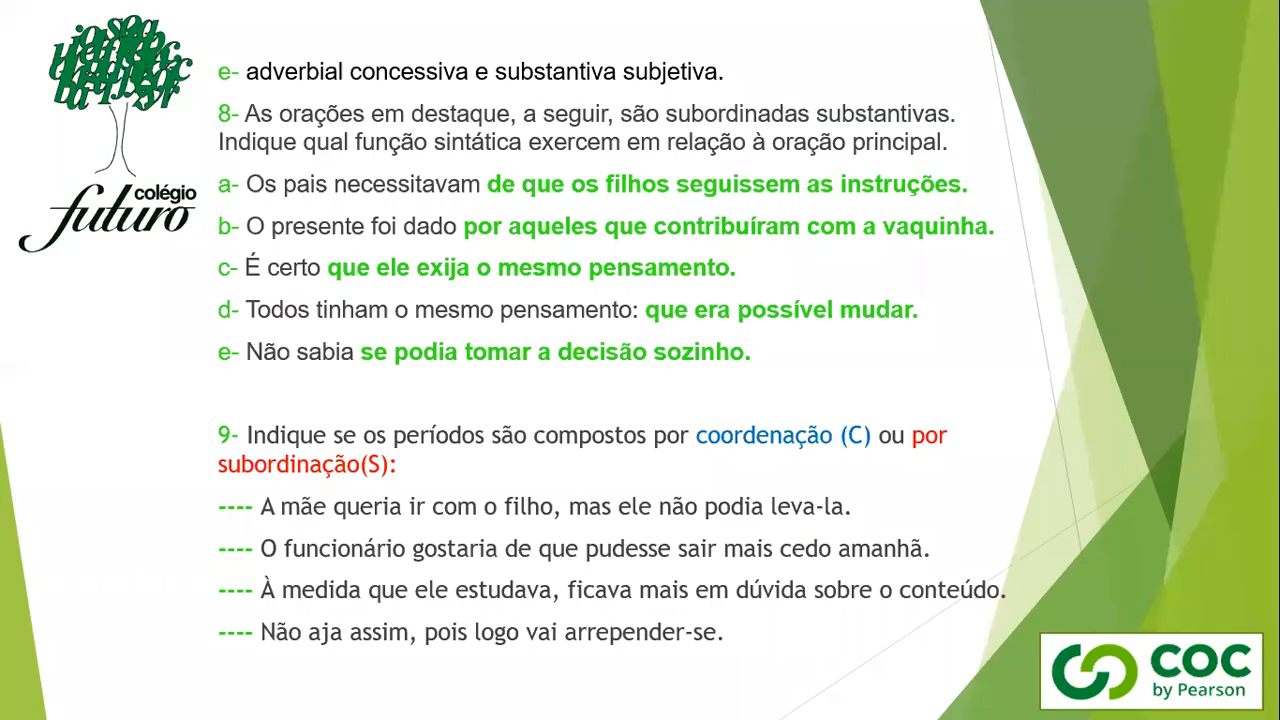 colégio
futuro
e- adverbial concessiva e substantiva subjetiva.
8- As orações em destaque, a seguir, são subordinadas substantivas.
Indique qual função sintática exercem em relação à oração principal.
a- Os pais necessitavam de que os filhos seguissem as instruções.
b- O presente foi dado por aqueles que contribuíram com a vaquinha.
c- É certo que ele exija o mesmo pensamento.
d- Todos tinham o mesmo pensamento: que era possível mudar.
e- Não sabia se podia tomar a decisão sozinho.
9- Indique se os períodos são compostos por coordenação (C) ou por
subordinação(S):
---- A mãe queria ir com o filho, mas ele não podia leva-la.
---- O funcionário gostaria de que pudesse sair mais cedo amanhã.
---- À medida que ele estudava, ficava mais em dúvida sobre o conteúdo.
---- Não aja assim, pois logo vai arrepender-se.
COC
by Pearson